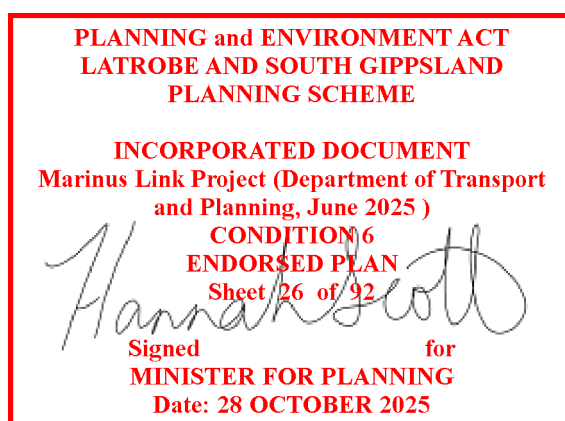 PLANNING and ENVIRONMENT ACT
LATROBE AND SOUTH GIPPSLAND
PLANNING SCHEME
INCORPORATED DOCUMENT
Marinus Link Project (Department of Transport
and Planning, June 2025 )
CONDITION 6
ENDORSED PLAN
Sheet 26 of 92
Hannah Scott
Signed for
MINISTER FOR PLANNING
Date: 28 OCTOBER 2025